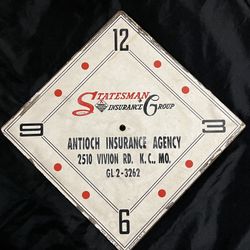 12
STATESMAN
INSURANCE GROUP
9
3
ANTIOCH INSURANCE AGENCY
2510 VIVION RD. K.C., MO.
GL 2-3262
6